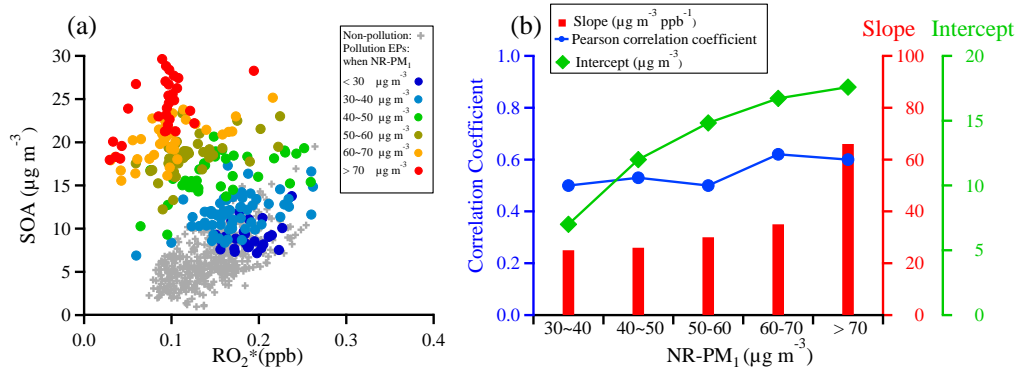 (a)
Non-pollution:
Pollution EPs:
when NR-PM1
< 30 μg m-3
30~40 μg m-3
40~50 μg m-3
50~60 μg m-3
60~70 μg m-3
> 70 μg m-3
30
25
20
15
10
5
0
SOA (μg m-3)
0.0
0.1
0.2
0.3
0.4
RO2*(ppb)
(b)
Slope (μg m-3 ppb-1)
Pearson correlation coefficient
Intercept (μg m-3)
Slope
Intercept
1.0
0.8
0.6
0.4
0.2
0.0
Correlation Coefficient
100
80
60
40
20
0
20
15
10
5
0
30~40
40~50
50~60
60-70
> 70
NR-PM1 (μg m-3)